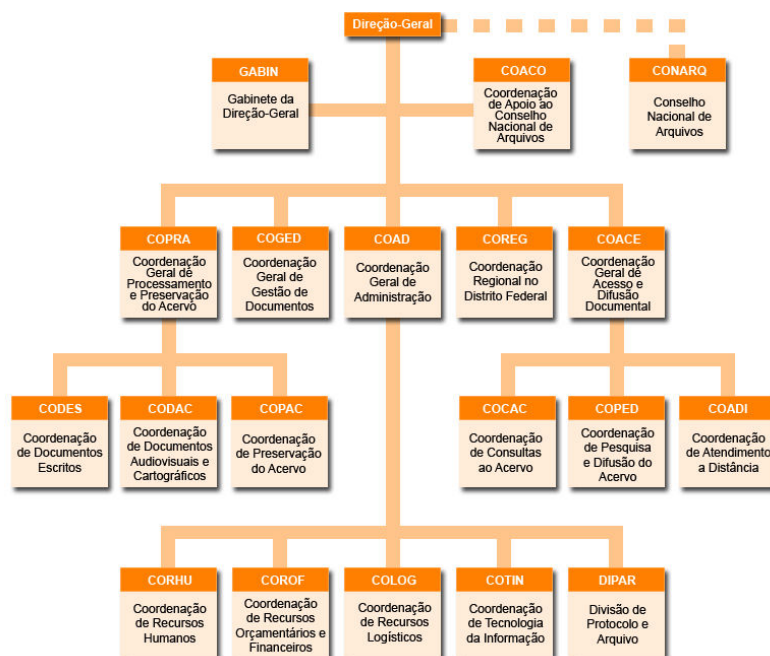 Direção-Geral
GABIN
Gabinete da
Direção-Geral
COACO
Coordenação
de Apoio ao
Conselho
Nacional de
Arquivos
CONARQ
Conselho
Nacional de
Arquivos
COPRA
Coordenação
Geral de
Processamento
e Preservação
do Acervo
COGED
Coordenação
Geral de
Gestão de
Documentos
COAD
Coordenação
Geral de
Administração
COREG
Coordenação
Regional no
Distrito Federal
COACE
Coordenação
Geral de
Acesso e
Difusão
Documental
CODES
Coordenação
de Documentos
Escritos
CODAC
Coordenação
de Documentos
Audiovisuais e
Cartográficos
COPAC
Coordenação
de Preservação
do Acervo
COCAC
Coordenação
de Consultas
ao Acervo
COPED
Coordenação
de Pesquisa
e Difusão do
Acervo
COADI
Coordenação
de Atendimento
a Distância
CORHU
Coordenação
de Recursos
Humanos
COROF
Coordenação
de Recursos
Orçamentários e
Financeiros
COLOG
Coordenação
de Recursos
Logísticos
COTIN
Coordenação
de Tecnologia
da Informação
DIPAR
Divisão de
Protocolo e
Arquivo